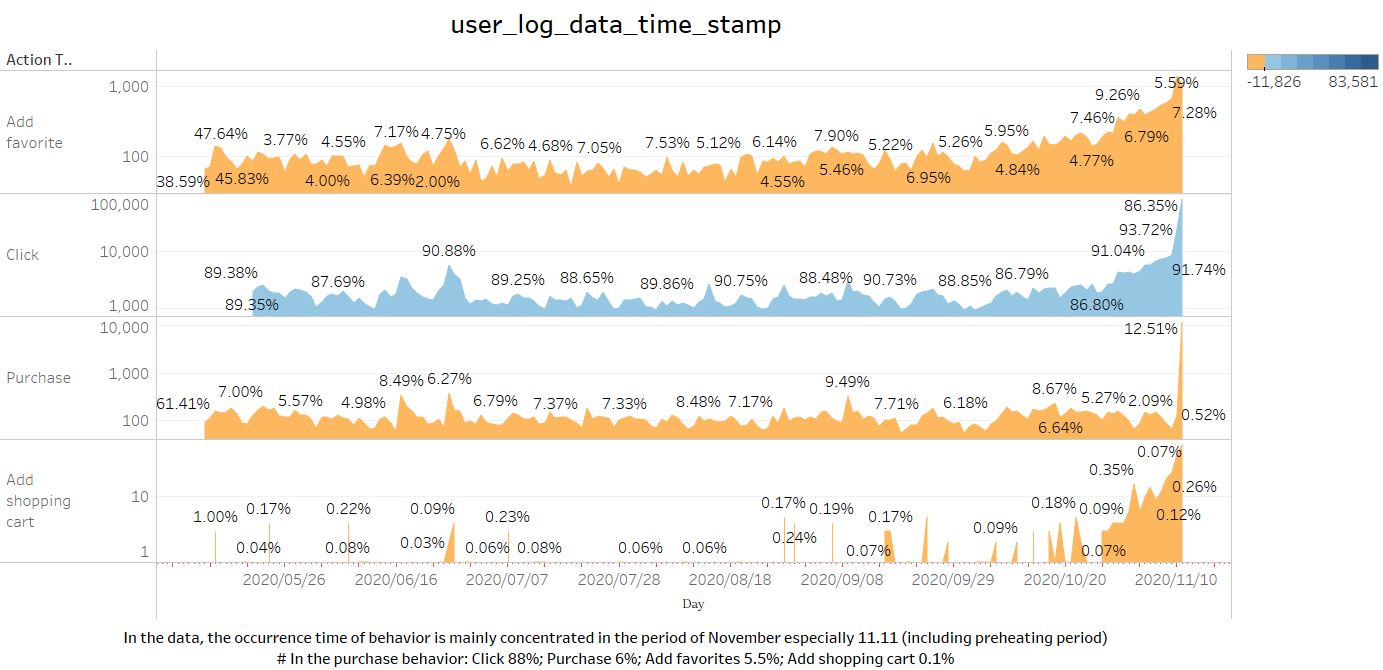 user_log_data_time_stamp
Action T..
-11,826 83,581
Add
favorite
1,000
100
47.64% 3.77% 4.55% 7.17% 4.75% 6.62% 4.68% 7.05% 7.53% 5.12% 6.14% 7.90% 5.22% 5.26% 5.95% 7.46% 9.26% 5.59%
38.59% 45.83% 4.00% 6.39% 2.00% 4.55% 5.46% 6.95% 4.84% 4.77% 6.79% 7.28%
Click
100,000
10,000
1,000
89.38% 87.69% 90.88% 89.25% 88.65% 89.86% 90.75% 88.48% 90.73% 88.85% 86.79% 91.04% 93.72% 86.35%
89.35% 86.80% 91.74%
Purchase
10,000
1,000
100
61.41% 7.00% 5.57% 4.98% 8.49% 6.27% 6.79% 7.37% 7.33% 8.48% 7.17% 9.49% 7.71% 6.18% 8.67% 5.27% 2.09% 12.51%
6.64% 0.52%
Add
shopping
cart
10
1
1.00% 0.17% 0.22% 0.09% 0.23% 0.17% 0.19% 0.17% 0.09% 0.18% 0.09% 0.35% 0.07%
0.04% 0.08% 0.03% 0.06% 0.08% 0.06% 0.06% 0.24% 0.07% 0.07% 0.12% 0.26%
2020/05/26 2020/06/16 2020/07/07 2020/07/28 2020/08/18 2020/09/08 2020/09/29 2020/10/20 2020/11/10
Day
In the data, the occurrence time of behavior is mainly concentrated in the period of November especially 11.11 (including preheating period)
# In the purchase behavior: Click 88%; Purchase 6%; Add favorites 5.5%; Add shopping cart 0.1%